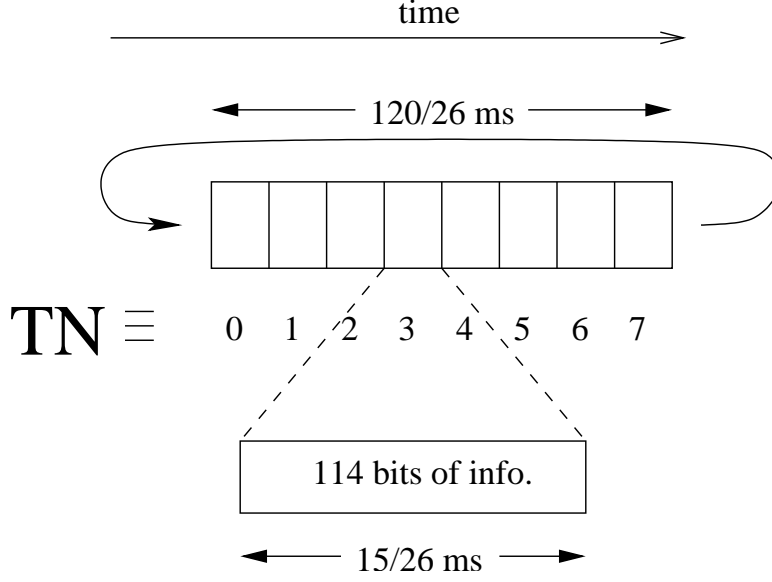 time
120/26 ms
TN ≡ 0 1 2 3 4 5 6 7
114 bits of info.
15/26 ms